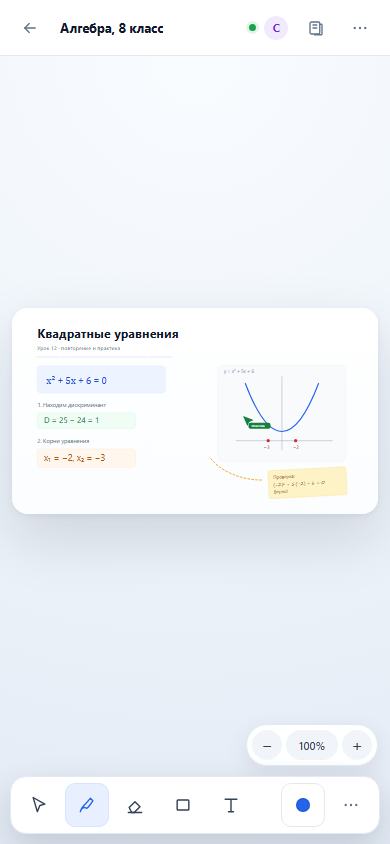 Алгебра, 8 класс
С
Квадратные уравнения
Урок 12 · повторение и практика
x² + 5x + 6 = 0
1. Находим дискриминант
D = 25 − 24 = 1
2. Корни уравнения
x₁ = −2, x₂ = −3
y = x² + 5x + 6
−3
−2
Проверка:
100%
T